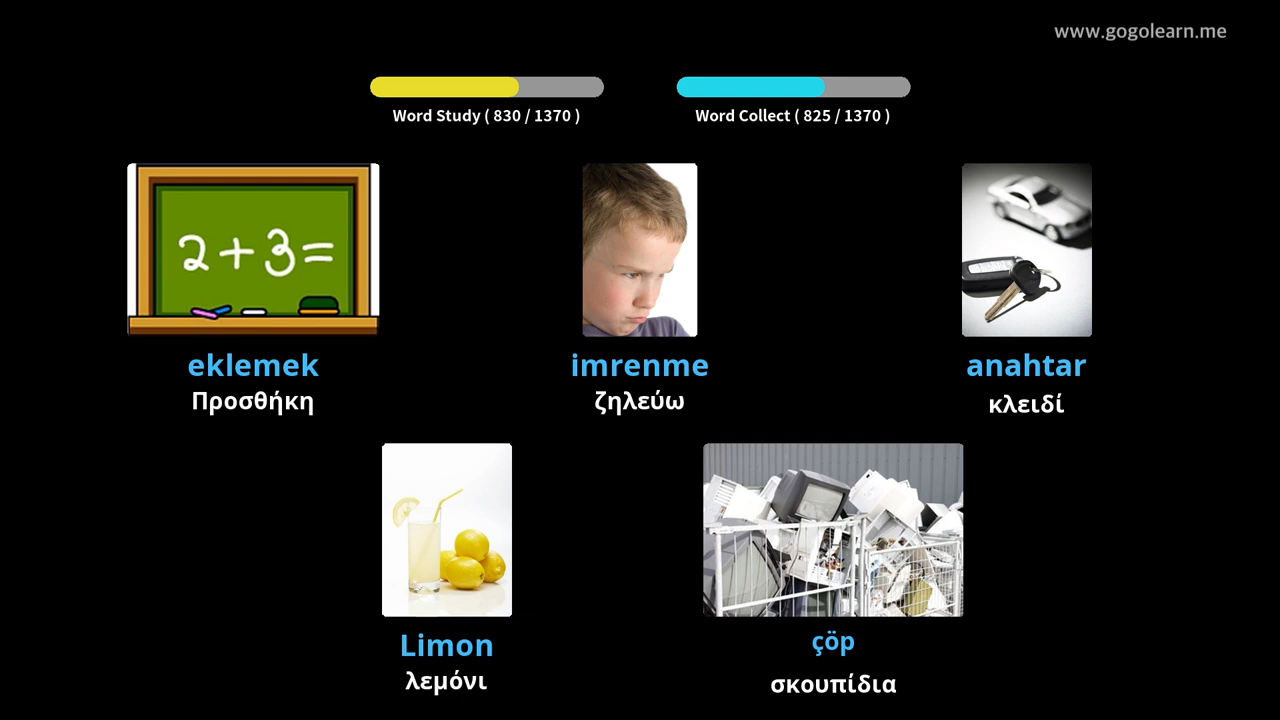 www.gogolearn.me
Word Study ( 830 / 1370 )
Word Collect ( 825 / 1370 )
2+3=
eklemek
Προσθήκη
imrenme
ζηλεύω
anahtar
κλειδί
Limon
λεμόνι
çöp
σκουπίδια